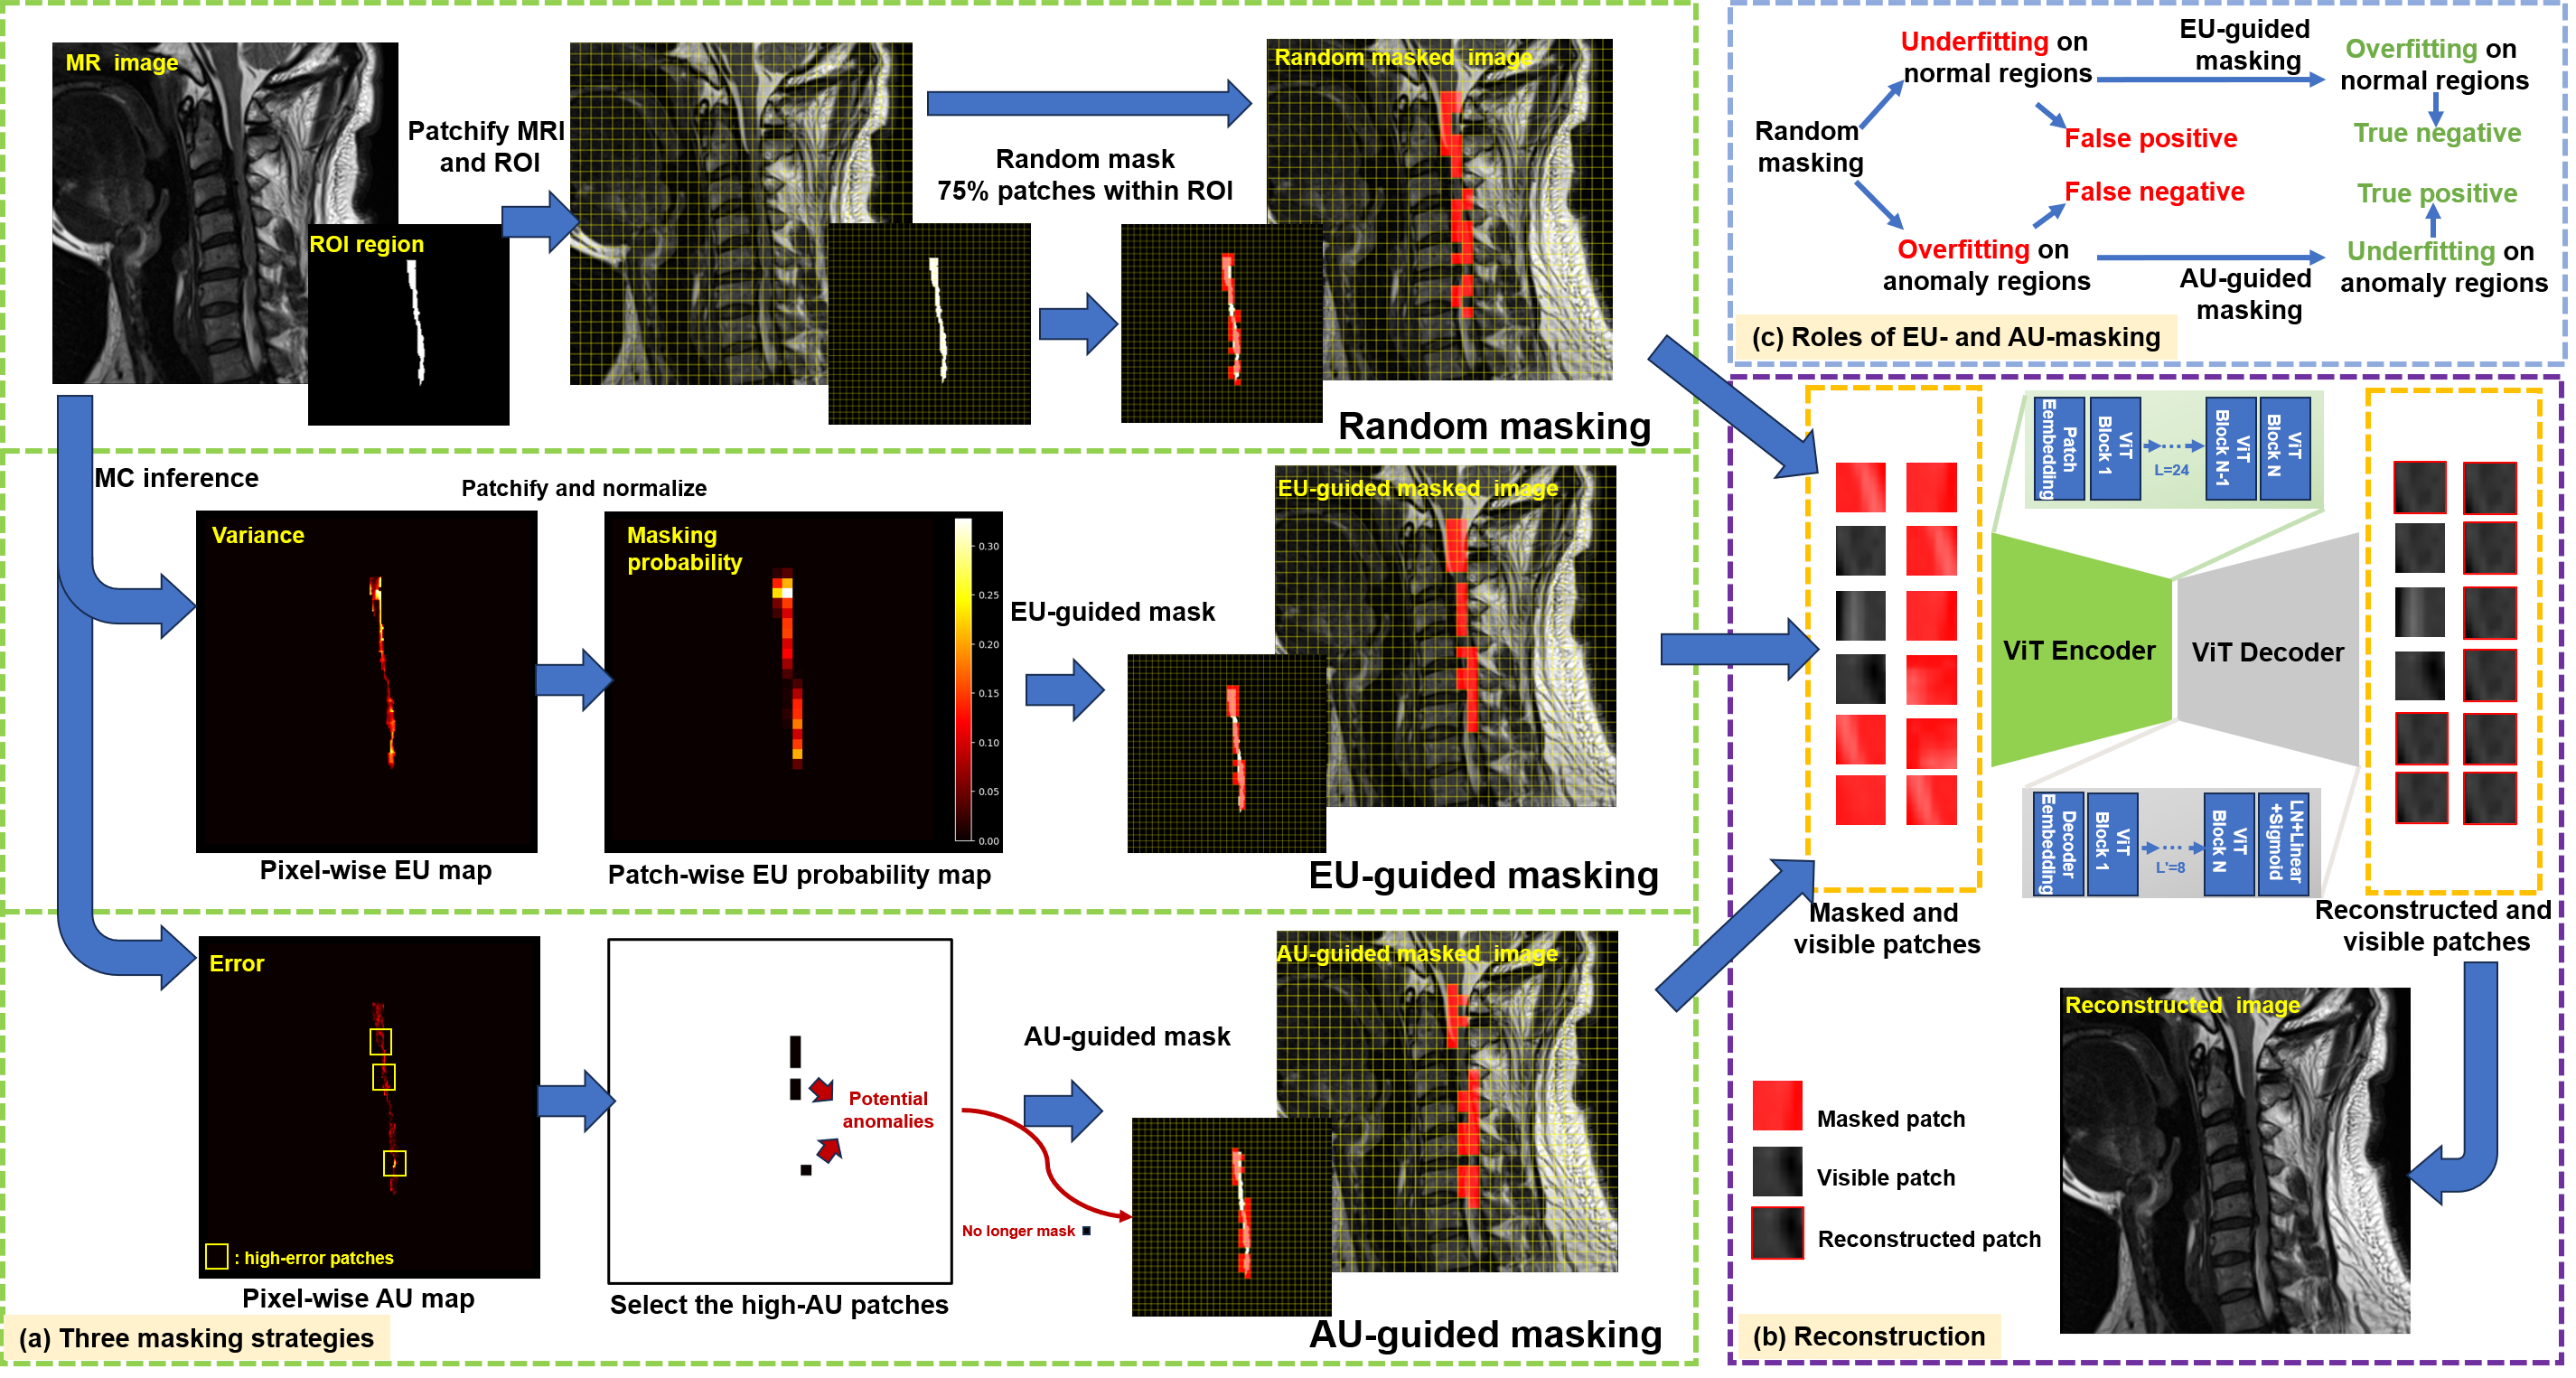 MR image
ROI region
Patchify MRI
and ROI
Random mask
75% patches within ROI
Random masked image
Random masking
MC inference
Patchify and normalize
Variance
Pixel-wise EU map
Masking
probability
0.30
0.25
0.20
0.15
0.10
0.05
0.00
Patch-wise EU probability map
EU-guided mask
EU-guided masked image
EU-guided masking
Error
: high-error patches
Pixel-wise AU map
Potential
anomalies
Select the high-AU patches
AU-guided mask
No longer mask
AU-guided masked image
AU-guided masking
(a) Three masking strategies
Random
masking
Underfitting on
normal regions
False positive
False negative
Overfitting on
anomaly regions
EU-guided
masking
AU-guided
masking
Overfitting on
normal regions
True negative
True positive
Underfitting on
anomaly regions
(c) Roles of EU- and AU-masking
Patch
Eembedding
ViT
Block 1
L=24
ViT
Block N-1
ViT
Block N
ViT Encoder
ViT Decoder
Decoder
Eembedding
ViT
Block 1
L'=8
ViT
Block N
LN+Linear
+Sigmoid
Masked and
visible patches
Reconstructed and
visible patches
Masked patch
Visible patch
Reconstructed patch
Reconstructed image
(b) Reconstruction